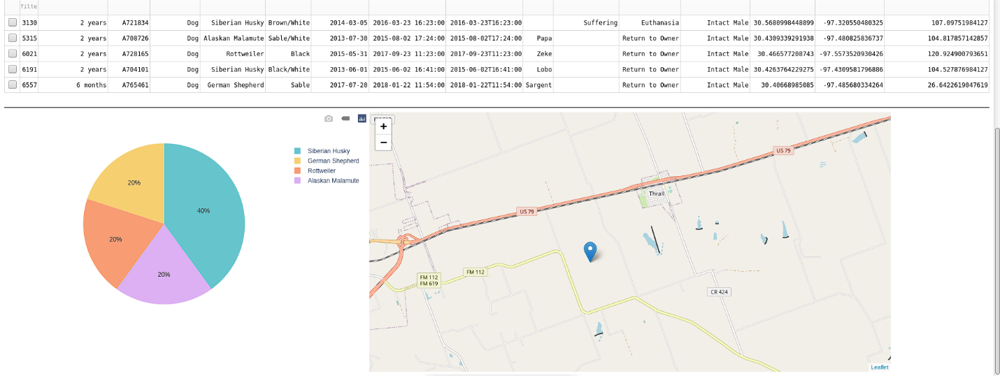 filte
3130 2 years A721834 Dog Siberian Husky Brown/White 2014-03-05 2016-03-23 16:23:00 2016-03-23T16:23:00 Suffering Euthanasia Intact Male 30.5680998448899 -97.320550480325 107.09751984127
5315 2 years A708726 Dog Alaskan Malamute Sable/White 2013-07-30 2015-08-02 17:24:00 2015-08-02T17:24:00 Papa Return to Owner Intact Male 30.4309339291938 -97.480825836737 104.817857142857
6021 2 years A728165 Dog Rottweiler Black 2015-05-31 2017-09-23 11:23:00 2017-09-23T11:23:00 Zeke Return to Owner Intact Male 30.466577208743 -97.5573520930426 120.924900793651
6191 2 years A704101 Dog Siberian Husky Black/White 2013-06-01 2015-06-02 16:41:00 2015-06-02T16:41:00 Lobo Return to Owner Intact Male 30.4263764229275 -97.4309581796886 104.527876984127
6557 6 months A765461 Dog German Shepherd Sable 2017-07-20 2018-01-22 11:54:00 2018-01-22T11:54:00 Sargent Return to Owner Intact Male 30.40668985085 -97.485680334264 26.6422619047619
Siberian Husky
German Shepherd
Rottweiler
Alaskan Malamute
20%
40%
20%
20%
+
−
US 79
Thrall
US 79
FM 112
FM 112
FM 619
CR 424
Leaflet